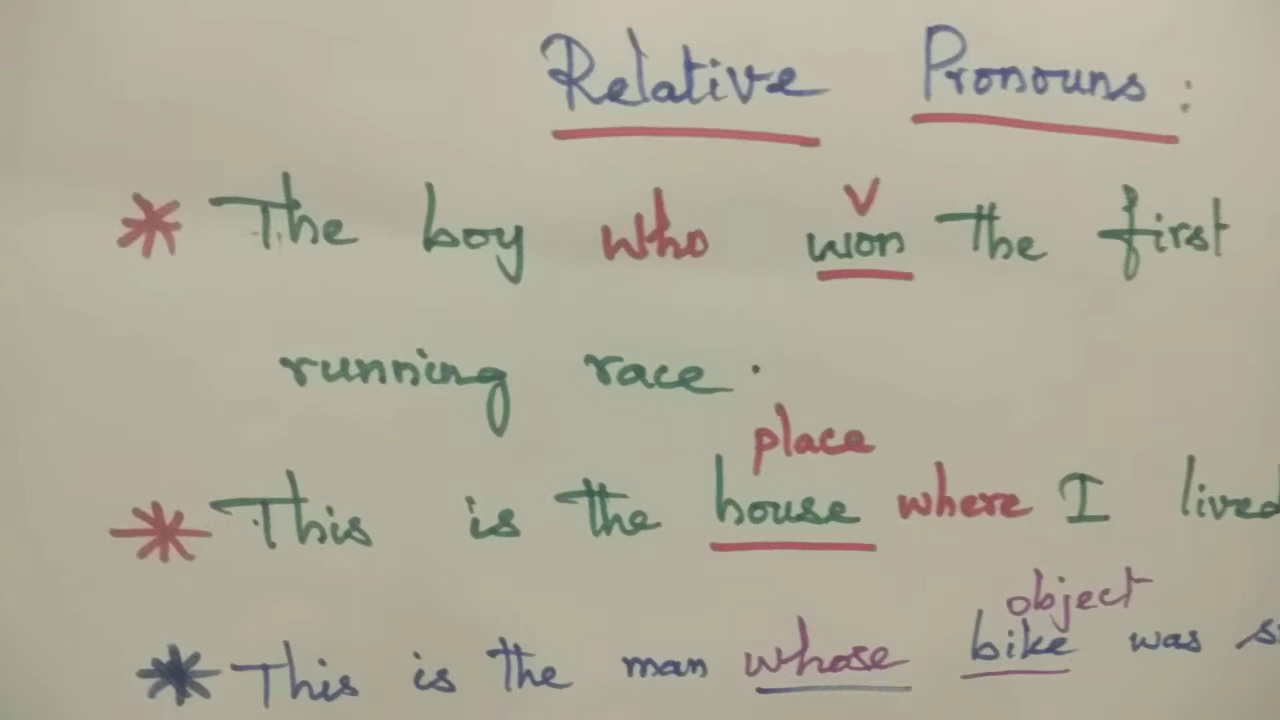 Relative Pronouns:
V
* The boy who won the first
running race.
place
* This is the house where I lived
object
* This is the man whose bike was